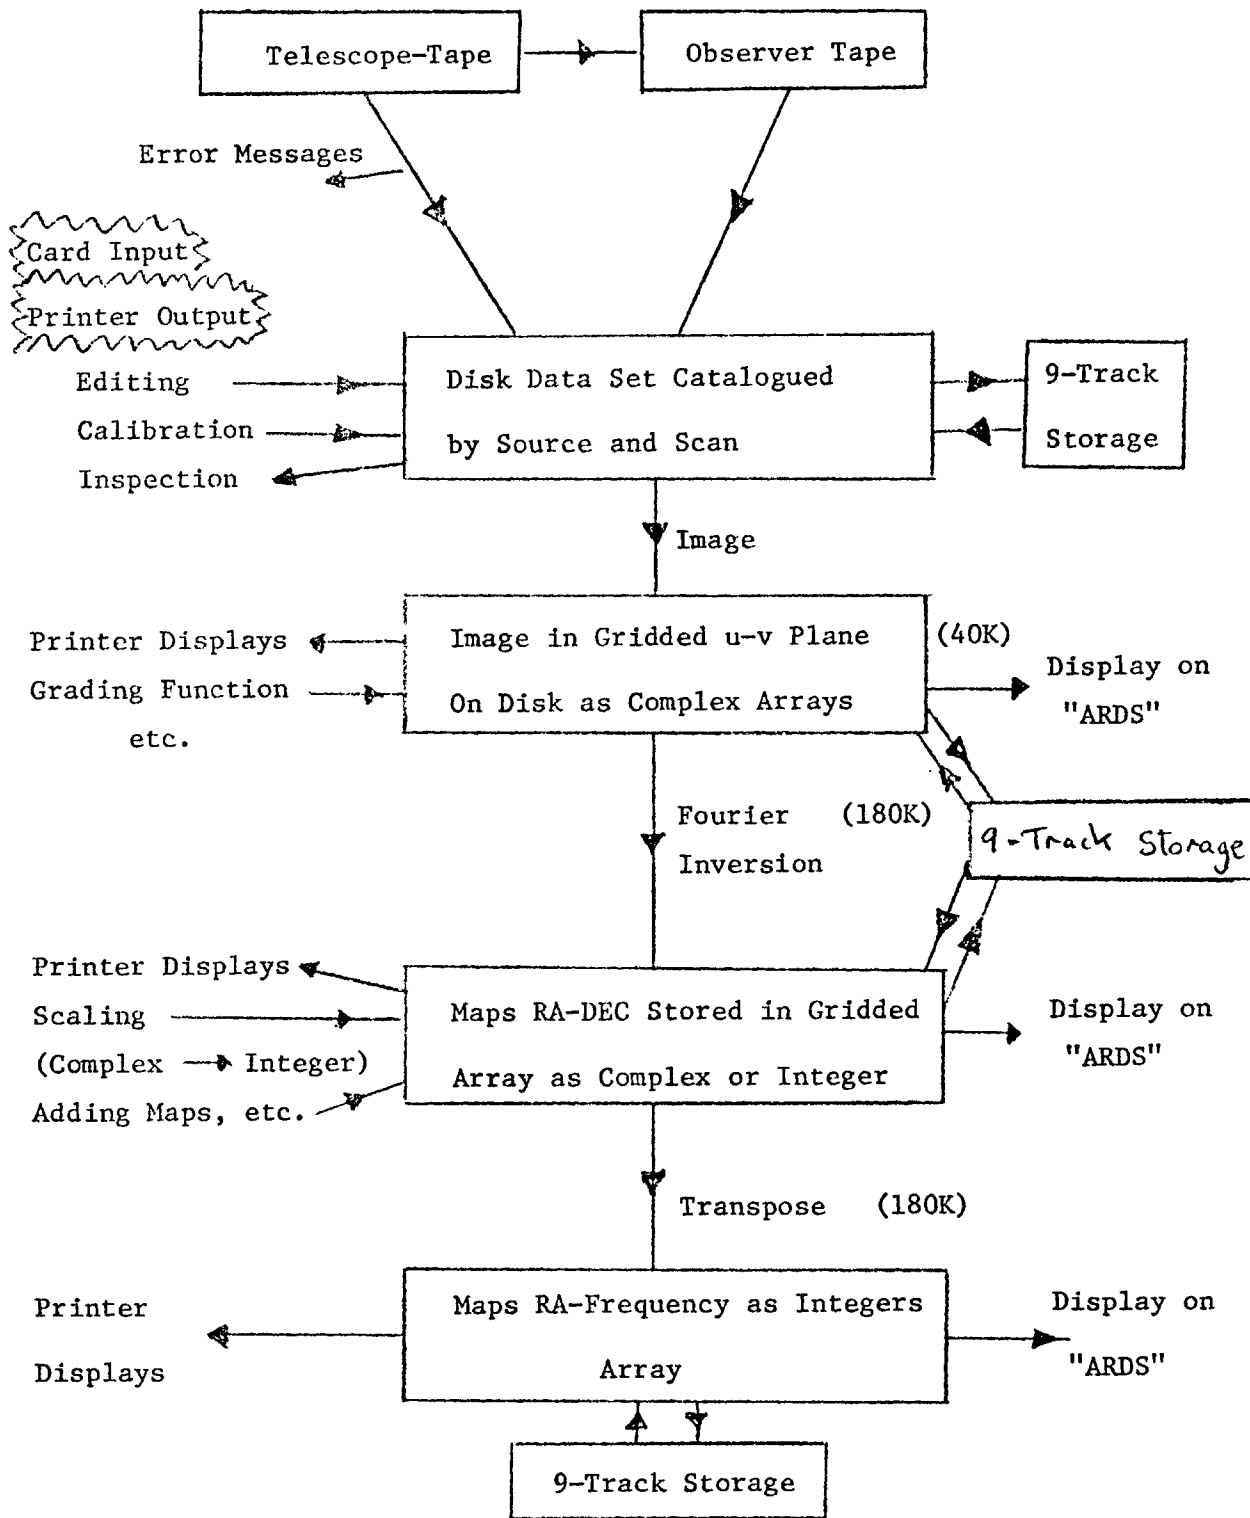 Telescope-Tape
Observer Tape
Error Messages
Card Input
Printer Output
Editing
Calibration
Inspection
Disk Data Set Catalogued
by Source and Scan
9-Track
Storage
Image
Printer Displays
Grading Function
etc.
Image in Gridded u-v Plane
On Disk as Complex Arrays
(40K)
Display on
"ARDS"
Fourier (180K)
Inversion
9-Track Storage
Printer Displays
Scaling
(Complex → Integer)
Adding Maps, etc.
Maps RA-DEC Stored in Gridded
Array as Complex or Integer
Display on
"ARDS"
Transpose (180K)
Printer
Displays
Maps RA-Frequency as Integers
Array
Display on
"ARDS"
9-Track Storage